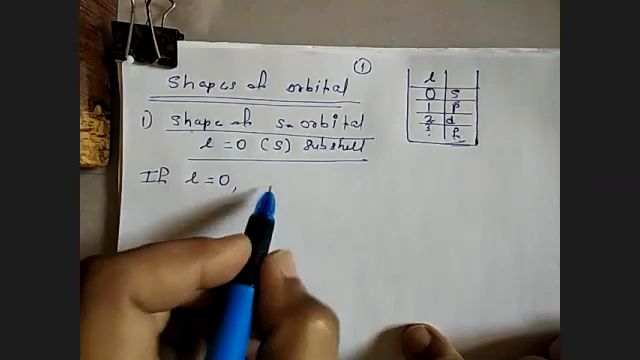 ①
Shapes of orbital
1) Shape of s-orbital
l = 0 (s) subshell
If l = 0,
l
0 s
1 p
2 d
3 f